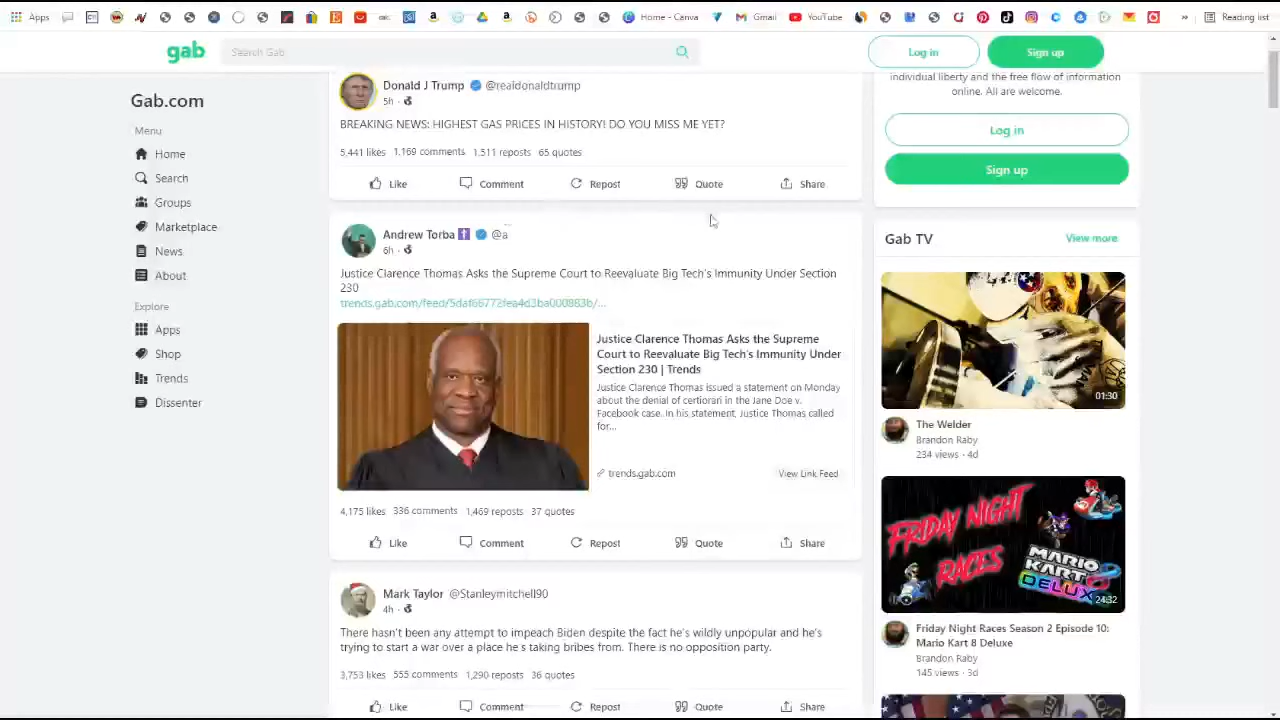 Apps
Home - Canva
Gmail
YouTube
»
Reading list
gab
Search Gab
Log in
Sign up
Gab.com
Menu
Home
Search
Groups
Marketplace
News
About
Explore
Apps
Shop
Trends
Dissenter
Donald J Trump @realdonaldtrump
5h ·
BREAKING NEWS: HIGHEST GAS PRICES IN HISTORY! DO YOU MISS ME YET?
5,441 likes 1,169 comments 1,511 reposts 65 quotes
Like Comment Repost Quote Share
Andrew Torba @a
Justice Clarence Thomas Asks the Supreme Court to Reevaluate Big Tech's Immunity Under Section
230
trends.gab.com/feed/5daf66772fea4d3ba000883b/...
Justice Clarence Thomas Asks the Supreme
Court to Reevaluate Big Tech's Immunity Under
Section 230 | Trends
Justice Clarence Thomas issued a statement on Monday
about the denial of certiorari in the Jane Doe v.
Facebook case. In his statement, Justice Thomas called
for...
trends.gab.com View Link Feed
4,175 likes 336 comments 1,469 reposts 37 quotes
Like Comment Repost Quote Share
Mark Taylor @Stanleymitchell90
4h ·
There hasn't been any attempt to impeach Biden despite the fact he's wildly unpopular and he's
trying to start a war over a place he s taking bribes from. There is no opposition party.
3,753 likes 555 comments 1,290 reposts 36 quotes
Like Comment Repost Quote Share
individual liberty and the free flow of information
online. All are welcome.
Log in
Sign up
Gab TV View more
01:30
The Welder
Brandon Raby
234 views · 4d
FRIDAY NIGHT
RACES
MARIO
KART 8
DELUXE
24:32
Friday Night Races Season 2 Episode 10:
Mario Kart 8 Deluxe
Brandon Raby
145 views · 3d